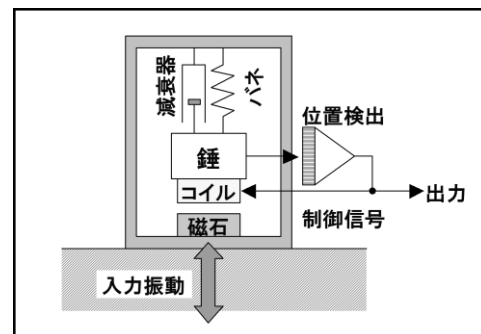 減衰器
バネ
位置検出
錘
コイル
出力
制御信号
磁石
入力振動